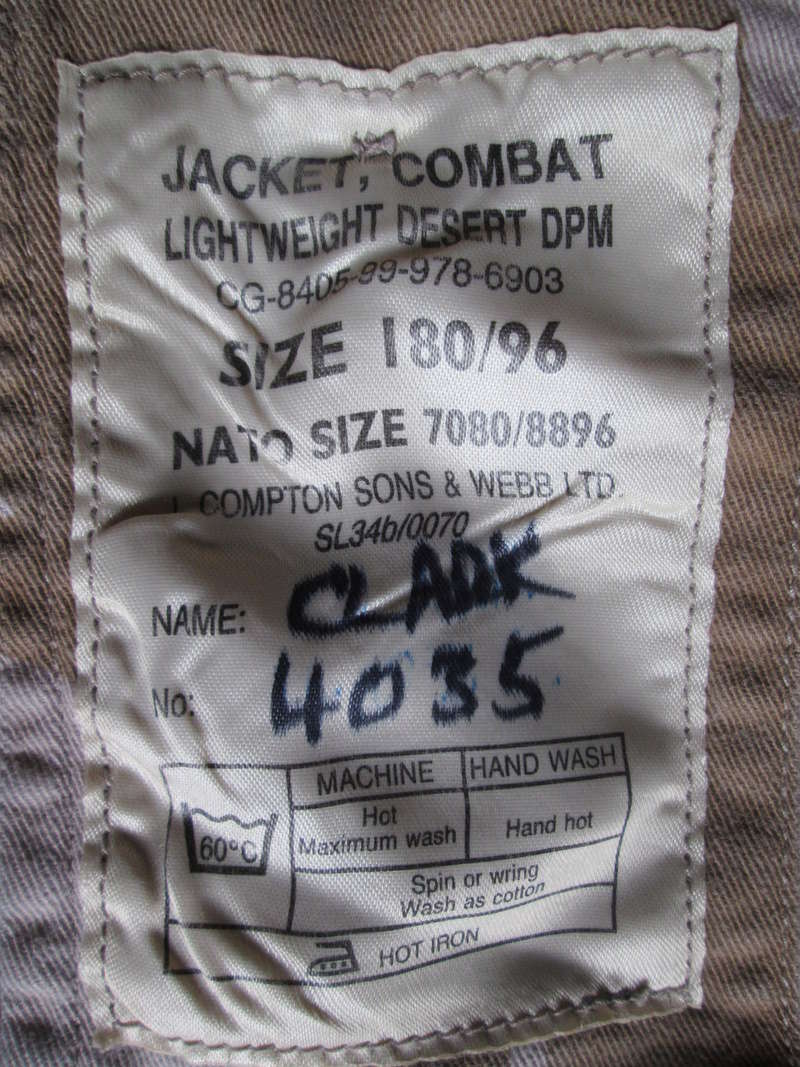 JACKET, COMBAT
LIGHTWEIGHT DESERT DPM
CG-8405-99-978-6903
SIZE 180/96
NATO SIZE 7080/8896
J. COMPTON SONS & WEBB LTD.
SL34b/0070
NAME: CLARK
No: 4035
MACHINE HAND WASH
60°C
Hot
Maximum wash
Hand hot
Spin or wring
Wash as cotton
HOT IRON